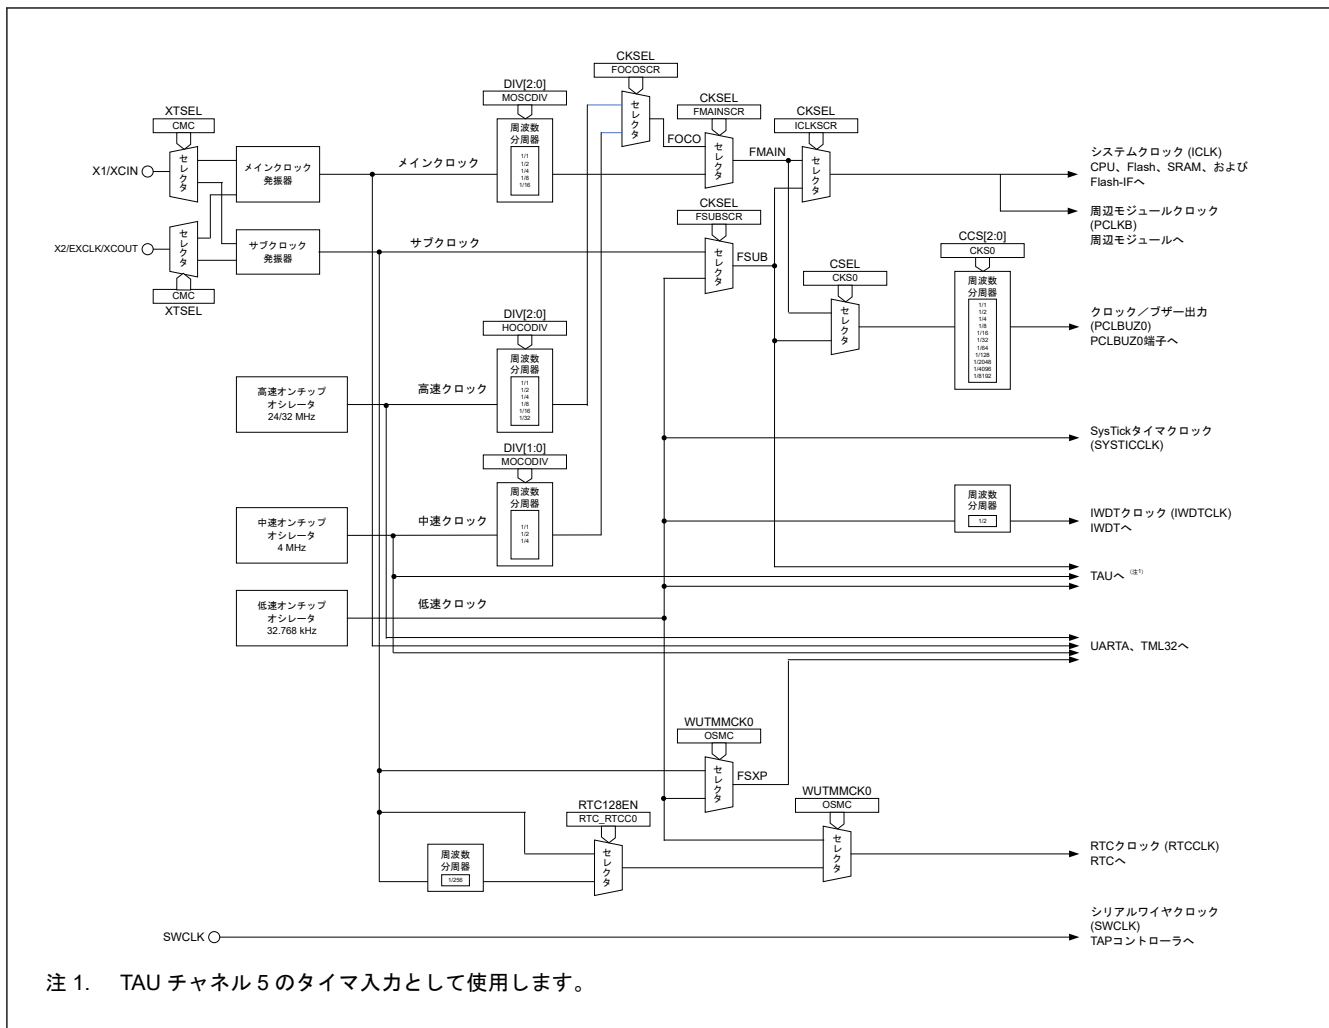 XTSEL
CMC
X1/XCIN
セレクタ
X2/EXCLK/XCOUT
セレクタ
CMC
XTSEL
メインクロック
発振器
サブクロック
発振器
メインクロック
サブクロック
DIV[2:0]
MOSCDIV
周波数
分周器
1/1
1/2
1/4
1/8
1/16
CKSEL
FOCOSCR
セレクタ
FOCO
CKSEL
FMAINSCR
セレクタ
FMAIN
CKSEL
ICLKSCR
セレクタ
システムクロック (ICLK)
CPU、Flash、SRAM、および
Flash-IFへ
周辺モジュールクロック
(PCLKB)
周辺モジュールへ
CKSEL
FSUBSCR
セレクタ
FSUB
CSEL
CKS0
セレクタ
CCS[2:0]
CKS0
周波数
分周器
1/1
1/2
1/4
1/8
1/16
1/32
1/64
1/128
1/2048
1/4096
1/8192
クロック／ブザー出力
(PCLBUZ0)
PCLBUZ0端子へ
高速オンチップ
オシレータ
24/32 MHz
高速クロック
DIV[2:0]
HOCODIV
周波数
分周器
1/1
1/2
1/4
1/8
1/16
1/32
SysTickタイマクロック
(SYSTICCLK)
中速オンチップ
オシレータ
4 MHz
中速クロック
DIV[1:0]
MOCODIV
周波数
分周器
1/1
1/2
1/4
周波数
分周器
1/2
IWDTクロック (IWDTCLK)
IWDTへ
TAUへ (注1)
低速オンチップ
オシレータ
32.768 kHz
低速クロック
UARTA、TML32へ
WUTMMCK0
OSMC
セレクタ
FSXP
RTC128EN
RTC_RTCC0
セレクタ
周波数
分周器
1/256
WUTMMCK0
OSMC
セレクタ
RTCクロック (RTCCLK)
RTCへ
SWCLK
シリアルワイヤクロック
(SWCLK)
TAPコントローラへ
注 1. TAU チャネル 5 のタイマ入力として使用します。